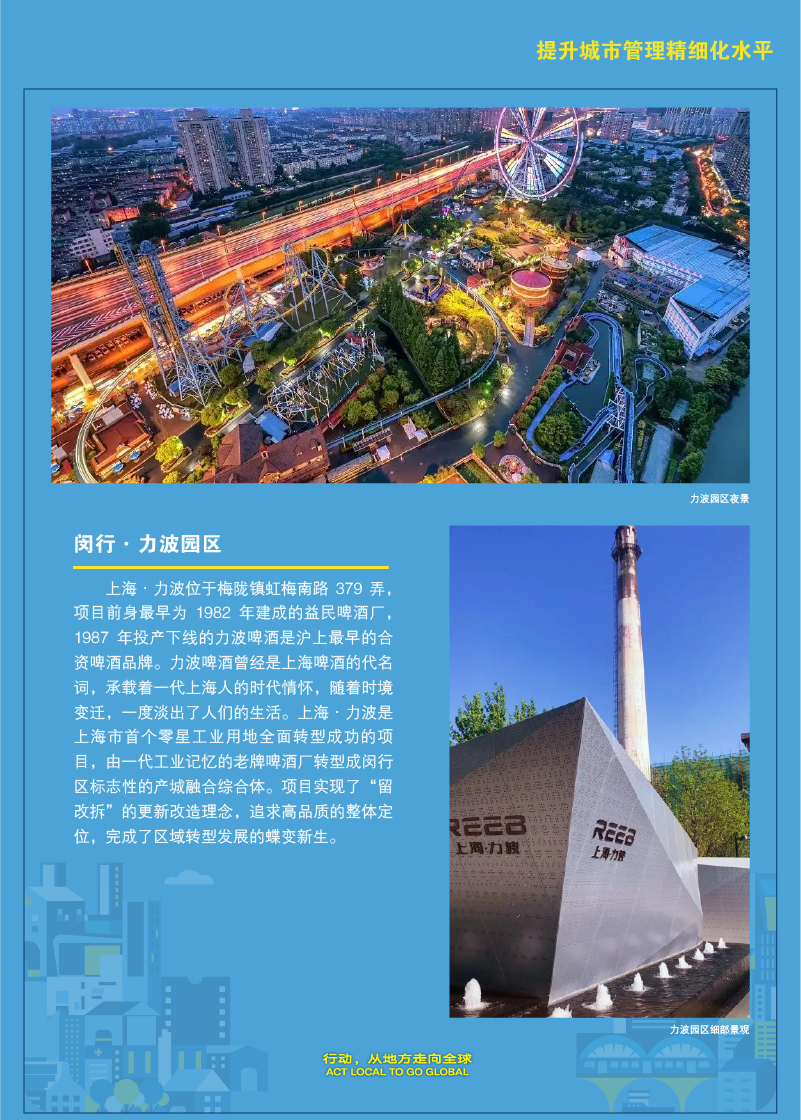 提升城市管理精细化水平
力波园区夜景
闵行 · 力波园区
上海 · 力波位于梅陇镇虹梅南路 379 弄，
项目前身最早为 1982 年建成的益民啤酒厂，
1987 年投产下线的力波啤酒是沪上最早的合
资啤酒品牌。力波啤酒曾经是上海啤酒的代名
词，承载着一代上海人的时代情怀，随着时境
变迁，一度淡出了人们的生活。上海 · 力波是
上海市首个零星工业用地全面转型成功的项
目，由一代工业记忆的老牌啤酒厂转型成闵行
区标志性的产城融合综合体。项目实现了“留
改拆”的更新改造理念，追求高品质的整体定
位，完成了区域转型发展的蝶变新生。
REEB
上海·力波
REEB
上海·力波
力波园区细部景观
行动，从地方走向全球
ACT LOCAL TO GO GLOBAL